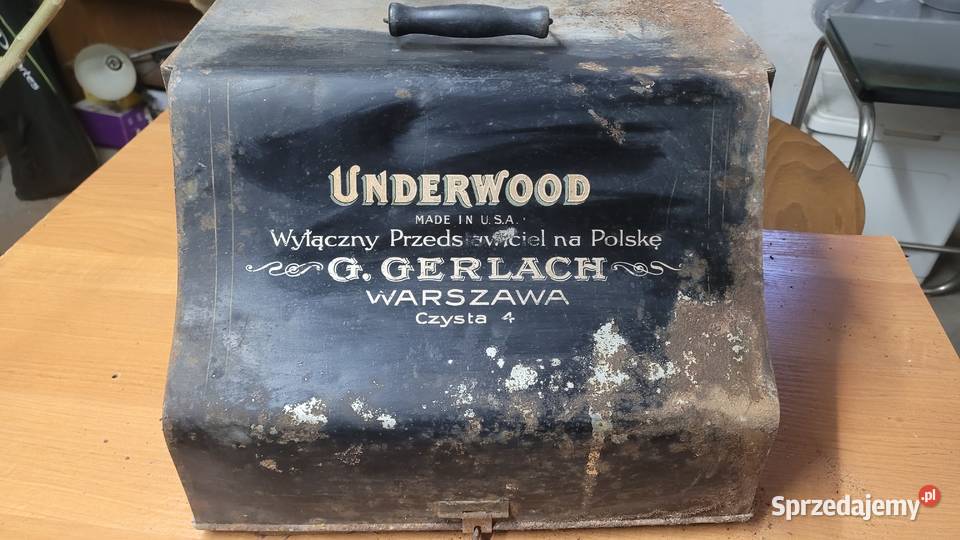 UNDERWOOD
MADE IN U.S.A.
Wyłączny Przedstawiciel na Polskę
G. GERLACH
WARSZAWA
Czysta 4
Sprzedajemy.pl